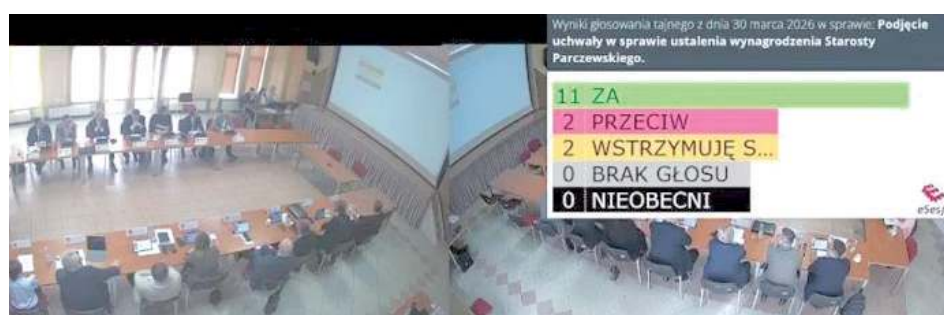 Wyniki głosowania tajnego z dnia 30 marca 2026 w sprawie: Podjęcie
uchwały w sprawie ustalenia wynagrodzenia Starosty
Parczewskiego.
11 ZA
2 PRZECIW
2 WSTRZYMUJĘ S...
0 BRAK GŁOSU
0 NIEOBECNI